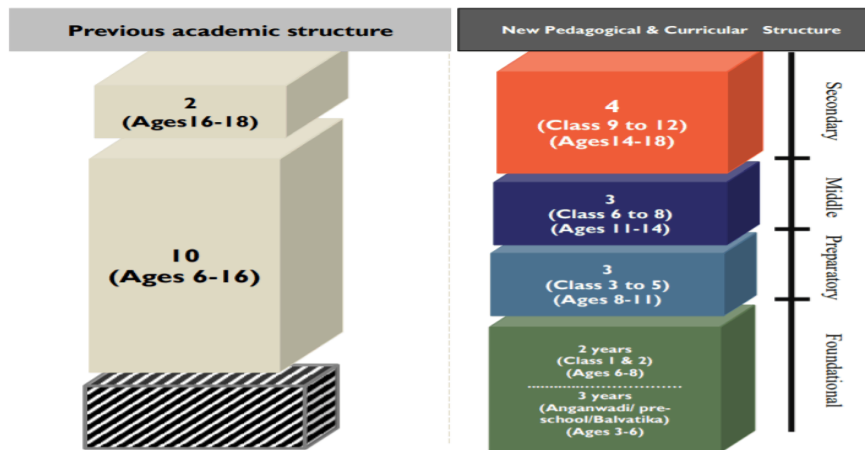 Previous academic structure
2
(Ages16-18)
10
(Ages 6-16)
New Pedagogical & Curricular Structure
4
(Class 9 to 12)
(Ages14-18)
3
(Class 6 to 8)
(Ages 11-14)
3
(Class 3 to 5)
(Ages 8-11)
2 years
(Class 1 & 2)
(Ages 6-8)
3 years
(Anganwadi/ pre-
school/Balvatika)
(Ages 3-6)
Secondary
Middle
Preparatory
Foundational